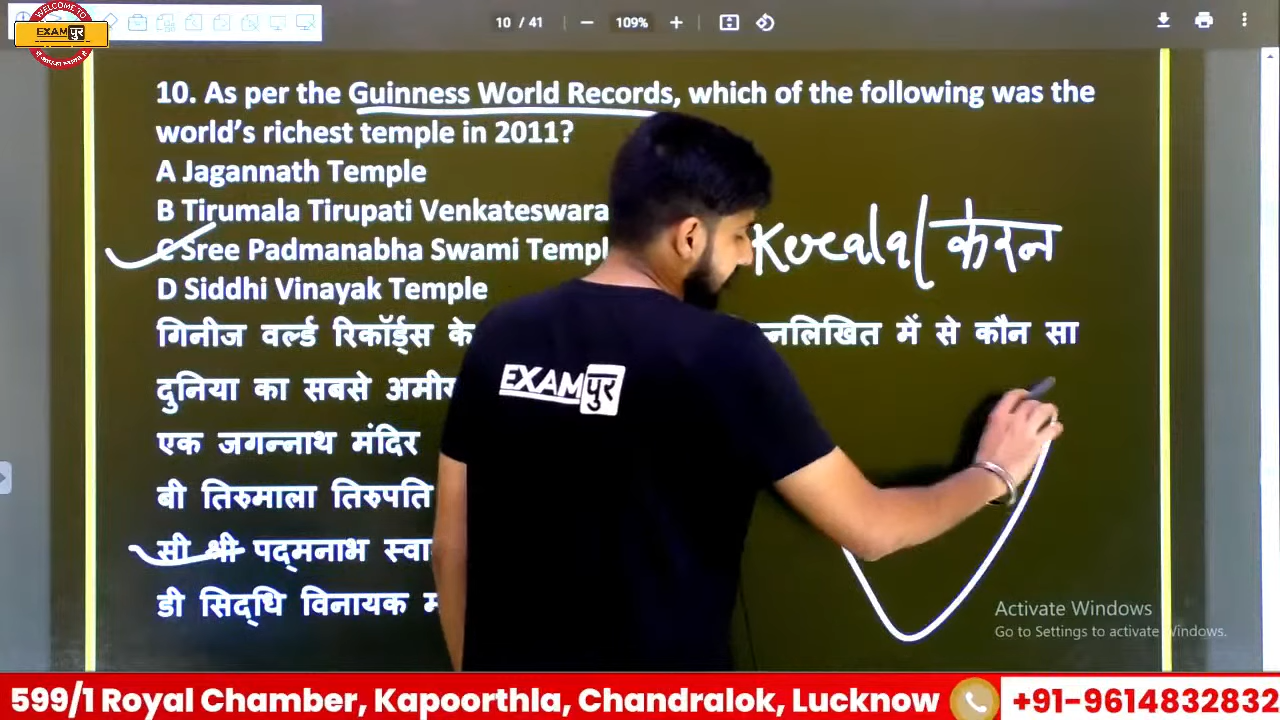 WELCOME TO
EXAMपुर
10 / 41
109%
10. As per the Guinness World Records, which of the following was the
world's richest temple in 2011?
A Jagannath Temple
B Tirumala Tirupati Venkateswara
C Sree Padmanabha Swami Templ
D Siddhi Vinayak Temple
Kerala | केरल
गिनीज वर्ल्ड रिकॉर्ड्स के नलिखित में से कौन सा
दुनिया का सबसे अमीर
एक जगन्नाथ मंदिर
बी तिरुमाला तिरुपति
सी श्री पद्मनाभ स्वा
डी सिद्धि विनायक म
EXAMपुर
Activate Windows
Go to Settings to activate Windows.
599/1 Royal Chamber, Kapoorthla, Chandralok, Lucknow
+91-9614832832